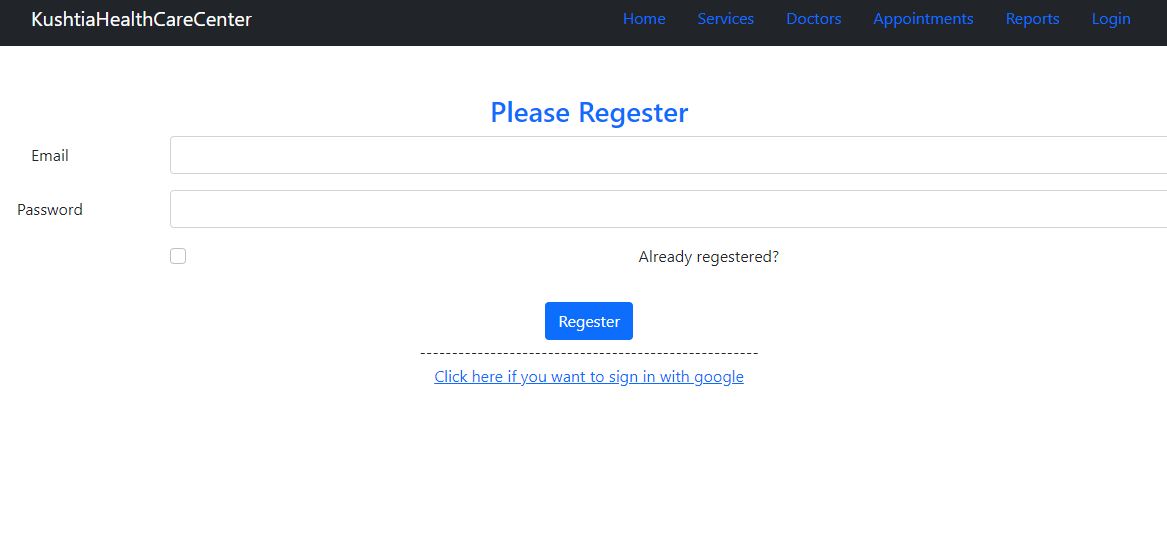 KushtiaHealthCareCenter Home Services Doctors Appointments Reports Login
Please Regester
Email
Password
Already regestered?
Regester
-------------------------------------------------
Click here if you want to sign in with google